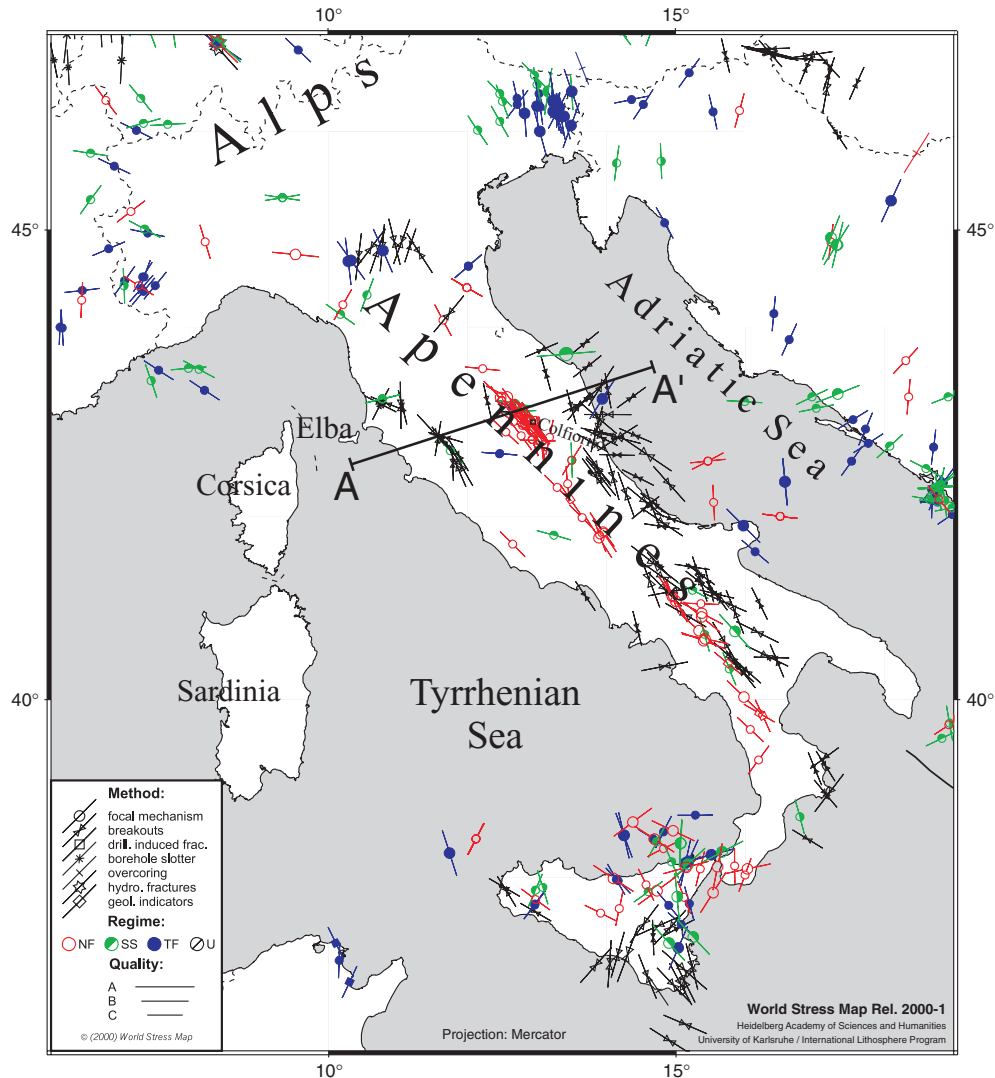 10°
15°
Alps
45°
45°
Adriatic Sea
Apennines
A'
Colfiorito
Elba
A
Corsica
Sardinia
Tyrrhenian
Sea
40°
40°
Method:
focal mechanism
breakouts
drill. induced frac.
borehole slotter
overcoring
hydro. fractures
geol. indicators
Regime:
NF SS TF U
Quality:
A
B
C
© (2000) World Stress Map
Projection: Mercator
World Stress Map Rel. 2000-1
Heidelberg Academy of Sciences and Humanities
University of Karlsruhe / International Lithosphere Program
10°
15°